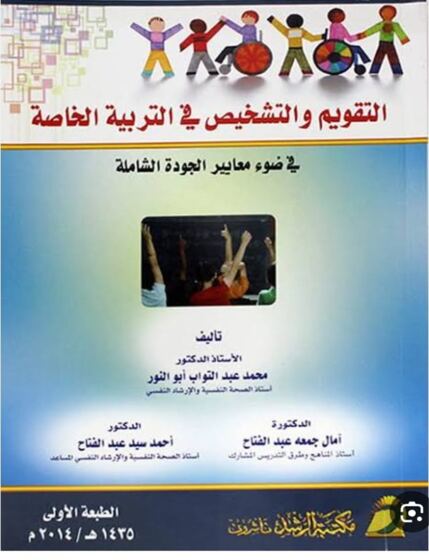 التقويم والتشخيص في التربية الخاصة
في ضوء معايير الجودة الشاملة
تأليف
الأستاذ الدكتور
محمد عبد التواب أبو النور
أستاذ الصحة النفسية والإرشاد النفسي
الدكتورة
أمال جمعه عبد الفتاح
أستاذ المناهج وطرق التدريس المشارك
الدكتور
أحمد سيد عبد الفتاح
أستاذ الصحة النفسية والإرشاد النفسي المساعد
مكتبة الرشد ناشرون
الطبعة الأولى
١٤٣٥ هـ / ٢٠١٤ م